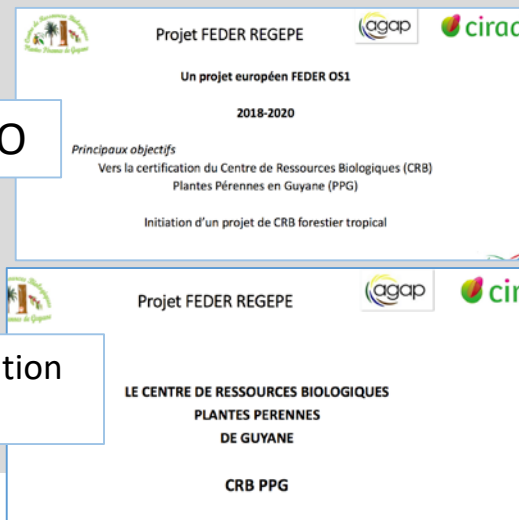 Projet FEDER REGEPE
agap
cirad
Un projet européen FEDER OS1
2018-2020
O
Principaux objectifs
Vers la certification du Centre de Ressources Biologiques (CRB)
Plantes Pérennes en Guyane (PPG)
Initiation d'un projet de CRB forestier tropical
Projet FEDER REGEPE
agap
cir
tion
LE CENTRE DE RESSOURCES BIOLOGIQUES
PLANTES PERENNES
DE GUYANE
CRB PPG